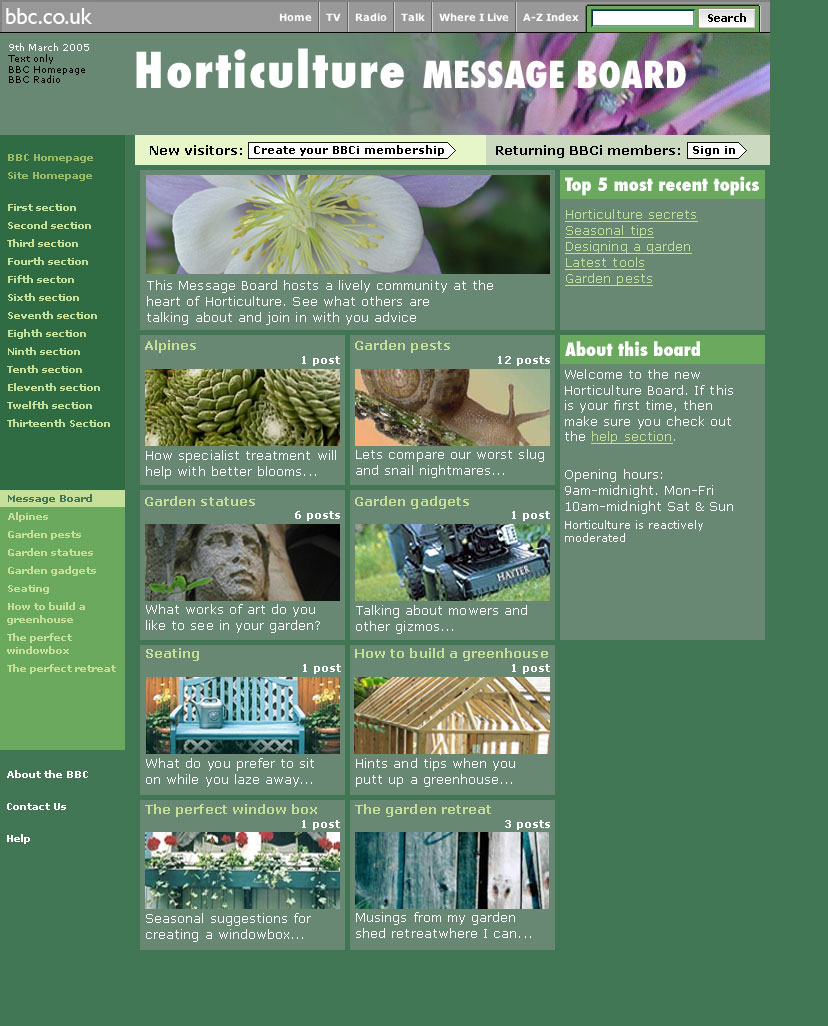 bbc.co.uk
Home TV Radio Talk Where I Live A-Z Index Search
9th March 2005
Text only
BBC Homepage
BBC Radio
Horticulture MESSAGE BOARD
New visitors: Create your BBCi membership
Returning BBCi members: Sign in
BBC Homepage
Site Homepage
First section
Second section
Third section
Fourth section
Fifth secton
Sixth section
Seventh section
Eighth section
Ninth section
Tenth section
Eleventh section
Twelfth section
Thirteenth Section
Message Board
Alpines
Garden pests
Garden statues
Garden gadgets
Seating
How to build a
greenhouse
The perfect
windowbox
The perfect retreat
About the BBC
Contact Us
Help
This Message Board hosts a lively community at the
heart of Horticulture. See what others are
talking about and join in with you advice
Alpines
1 post
How specialist treatment will
help with better blooms...
Garden pests
12 posts
Lets compare our worst slug
and snail nightmares...
Garden statues
6 posts
What works of art do you
like to see in your garden?
Garden gadgets
1 post
HAYTER
Talking about mowers and
other gizmos...
Seating
1 post
What do you prefer to sit
on while you laze away...
How to build a greenhouse
1 post
Hints and tips when you
putt up a greenhouse...
The perfect window box
1 post
Seasonal suggestions for
creating a windowbox...
The garden retreat
3 posts
Musings from my garden
shed retreatwhere I can...
Top 5 most recent topics
Horticulture secrets
Seasonal tips
Designing a garden
Latest tools
Garden pests
About this board
Welcome to the new
Horticulture Board. If this
is your first time, then
make sure you check out
the help section.
Opening hours:
9am-midnight. Mon-Fri
10am-midnight Sat & Sun
Horticulture is reactively
moderated